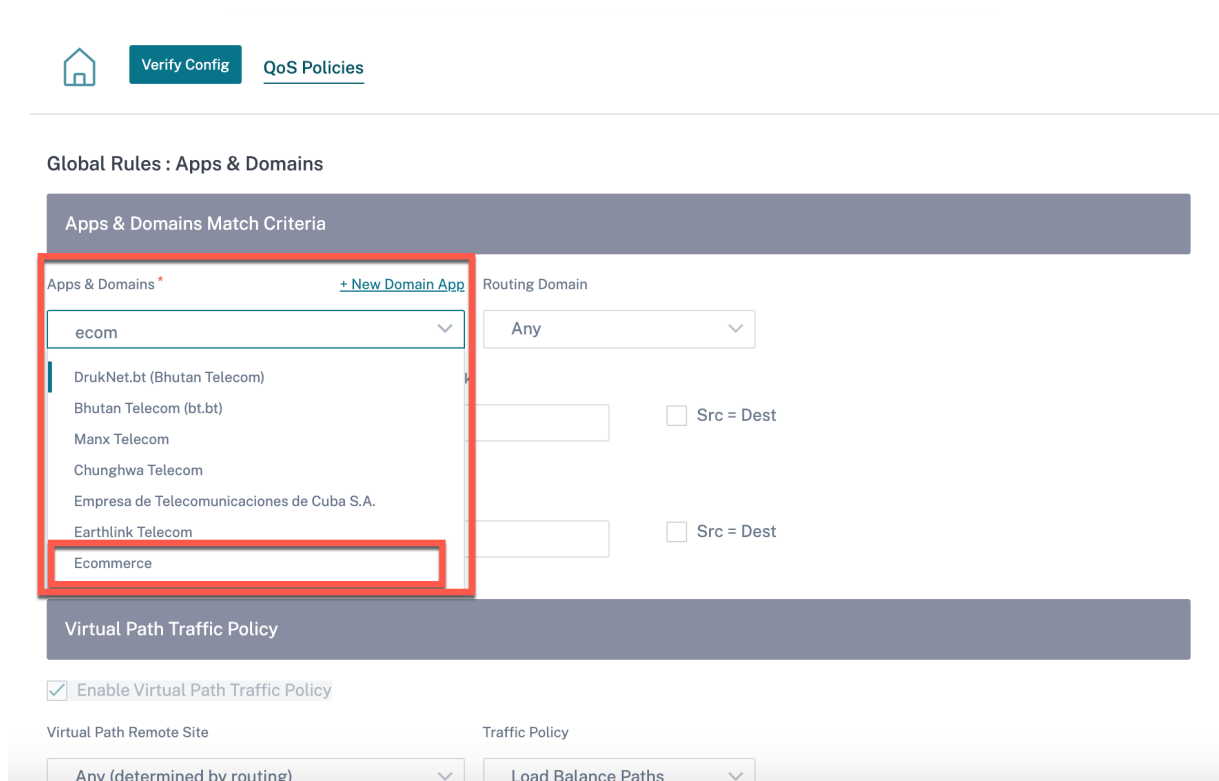 Verify Config
QoS Policies
Global Rules : Apps & Domains
Apps & Domains Match Criteria
Apps & Domains *
+ New Domain App
Routing Domain
ecom
Any
DrukNet.bt (Bhutan Telecom)
Bhutan Telecom (bt.bt)
Manx Telecom
Chunghwa Telecom
Empresa de Telecomunicaciones de Cuba S.A.
Earthlink Telecom
Ecommerce
Src = Dest
Src = Dest
Virtual Path Traffic Policy
Enable Virtual Path Traffic Policy
Virtual Path Remote Site
Traffic Policy
Any (determined by routing)
Load Balance Paths